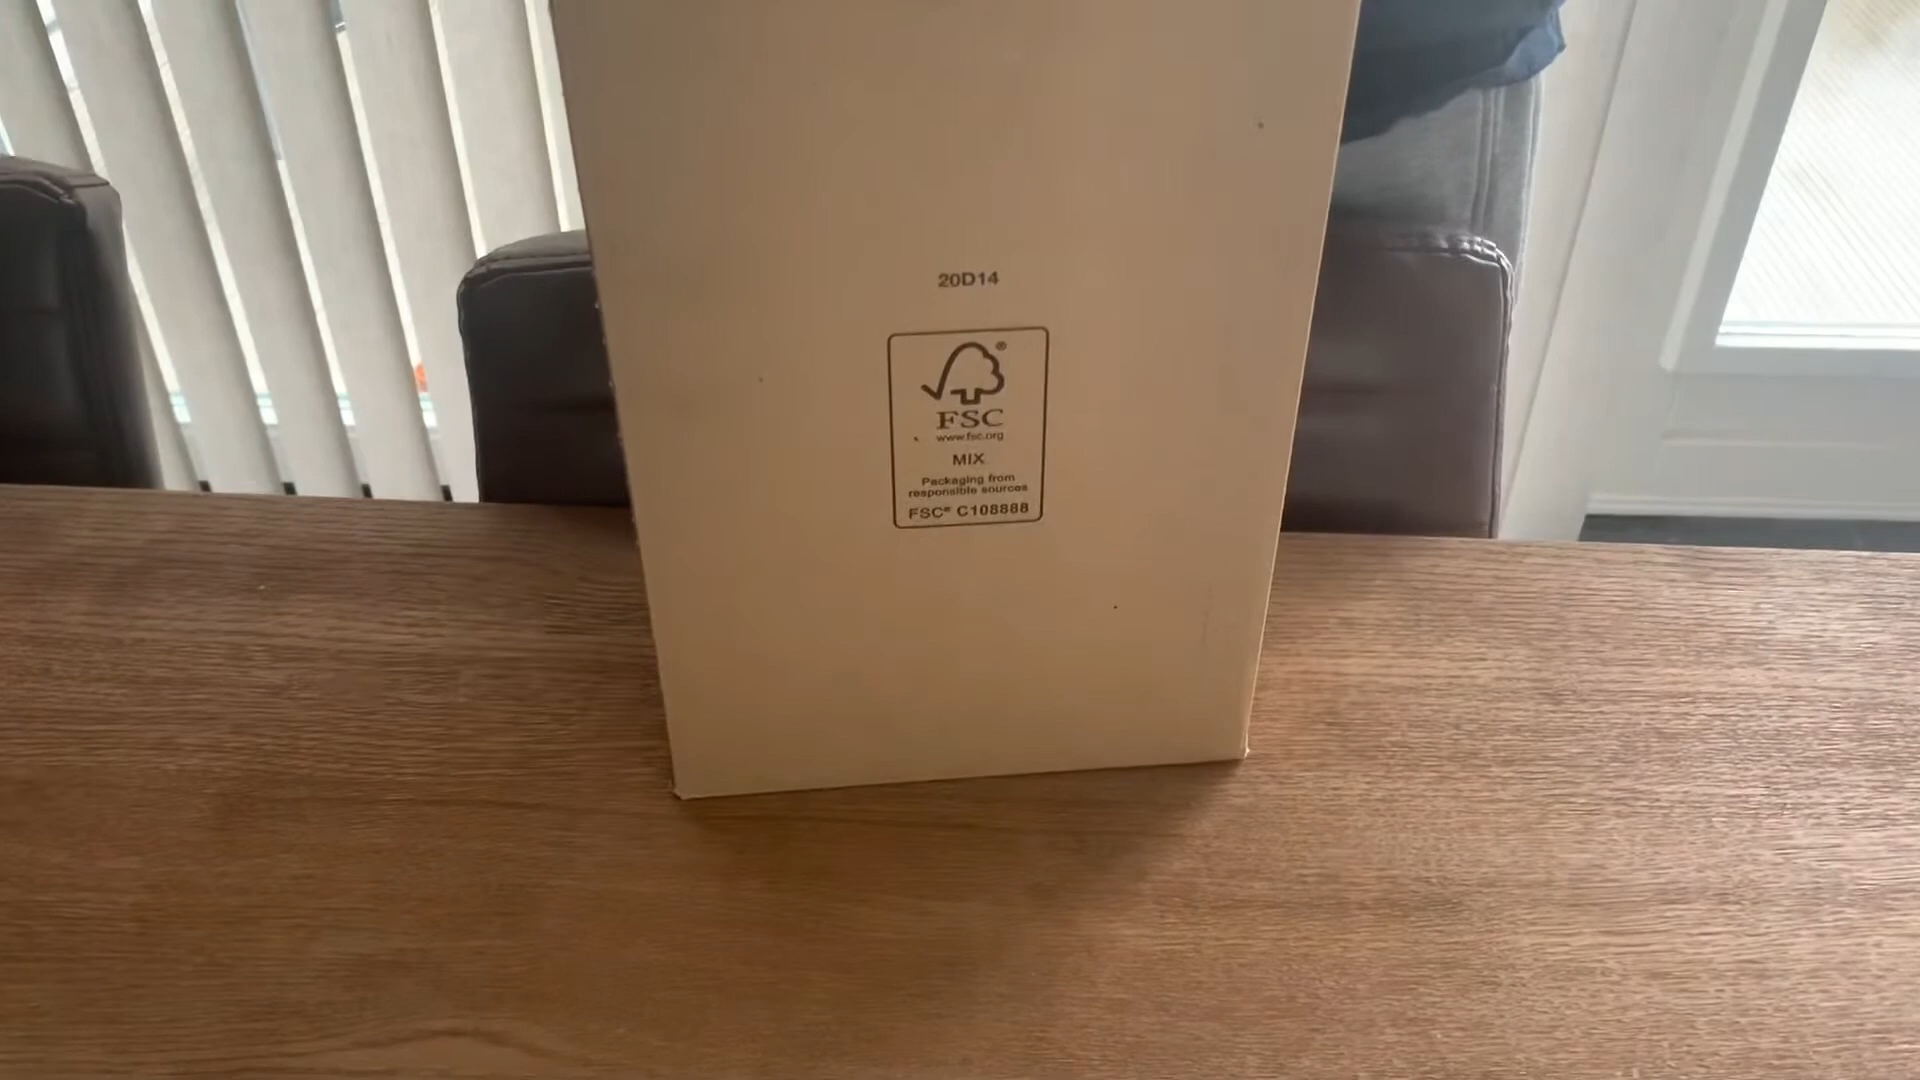 20D14
®
FSC
www.fsc.org
MIX
Packaging from
responsible sources
FSC® C108888